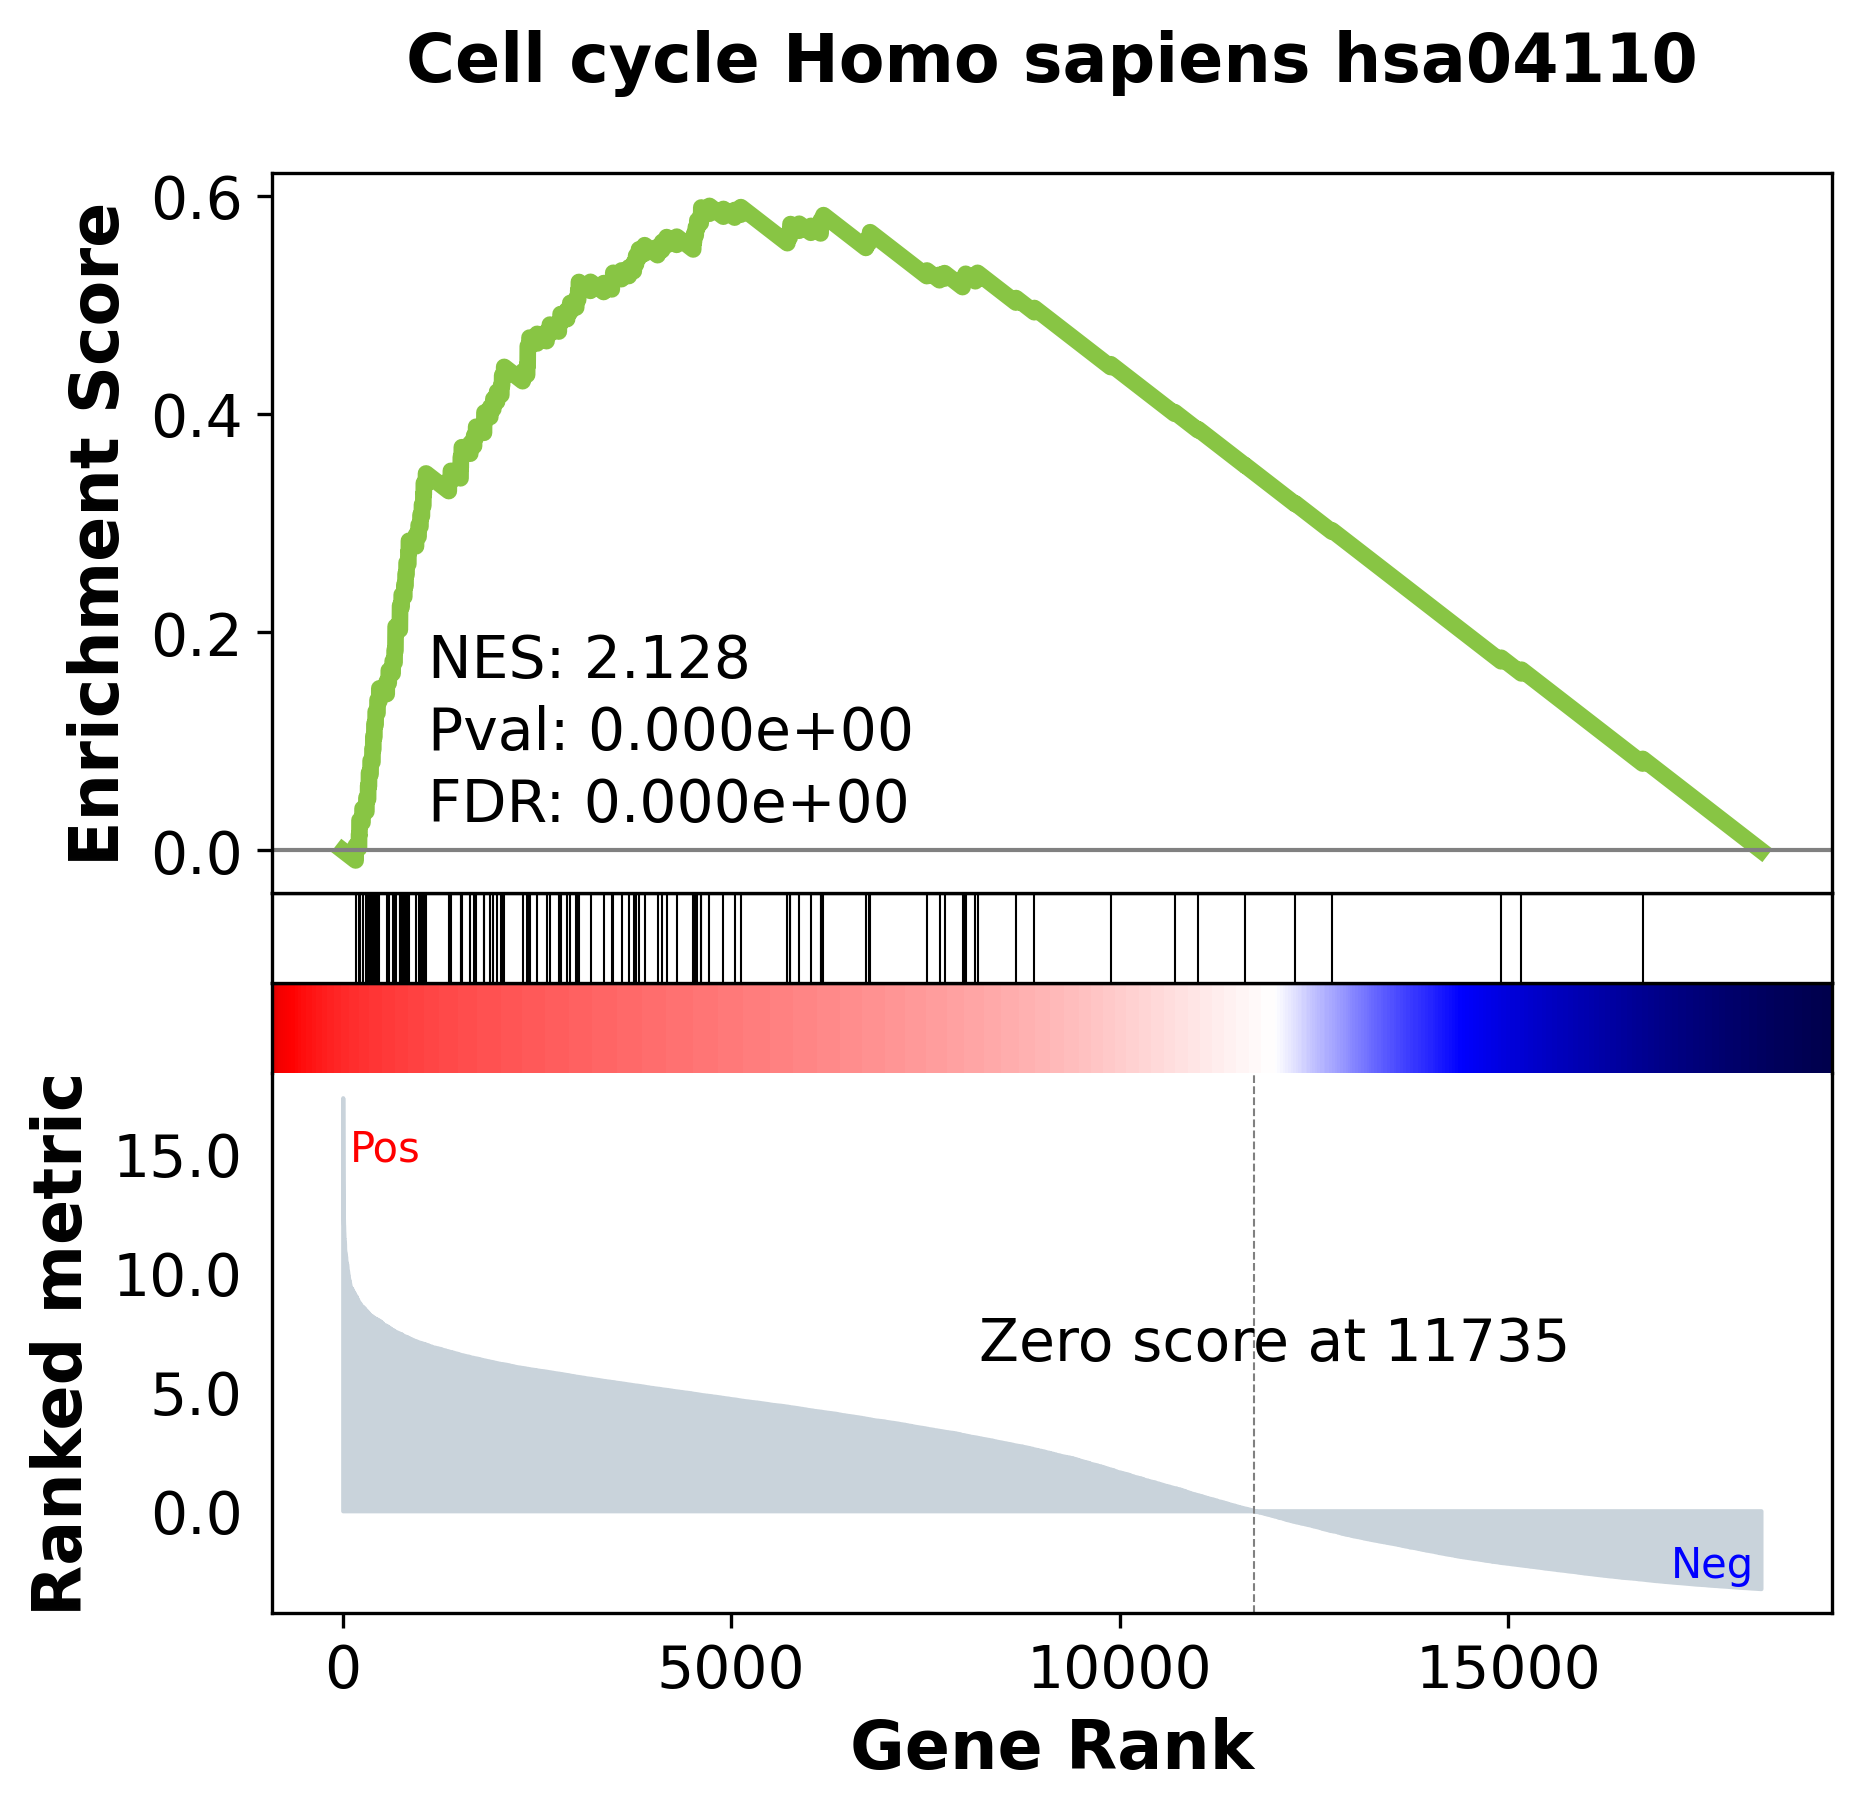 Cell cycle Homo sapiens hsa04110
Enrichment Score
0.6
0.4
0.2
0.0
NES: 2.128
Pval: 0.000e+00
FDR: 0.000e+00
Ranked metric
15.0
10.0
5.0
0.0
Pos
Zero score at 11735
Neg
0 5000 10000 15000
Gene Rank